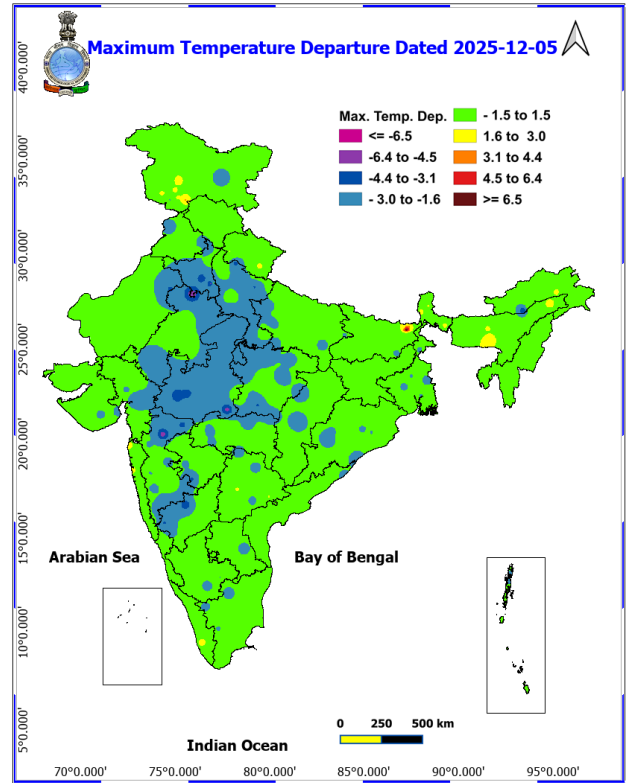 Maximum Temperature Departure Dated 2025-12-05
Max. Temp. Dep.
<= -6.5
-6.4 to -4.5
-4.4 to -3.1
- 3.0 to -1.6
- 1.5 to 1.5
1.6 to 3.0
3.1 to 4.4
4.5 to 6.4
>= 6.5
40°0.000'
35°0.000'
30°0.000'
25°0.000'
20°0.000'
15°0.000'
10°0.000'
5°0.000'
Arabian Sea
Bay of Bengal
0 250 500 km
Indian Ocean
70°0.000' 75°0.000' 80°0.000' 85°0.000' 90°0.000' 95°0.000'